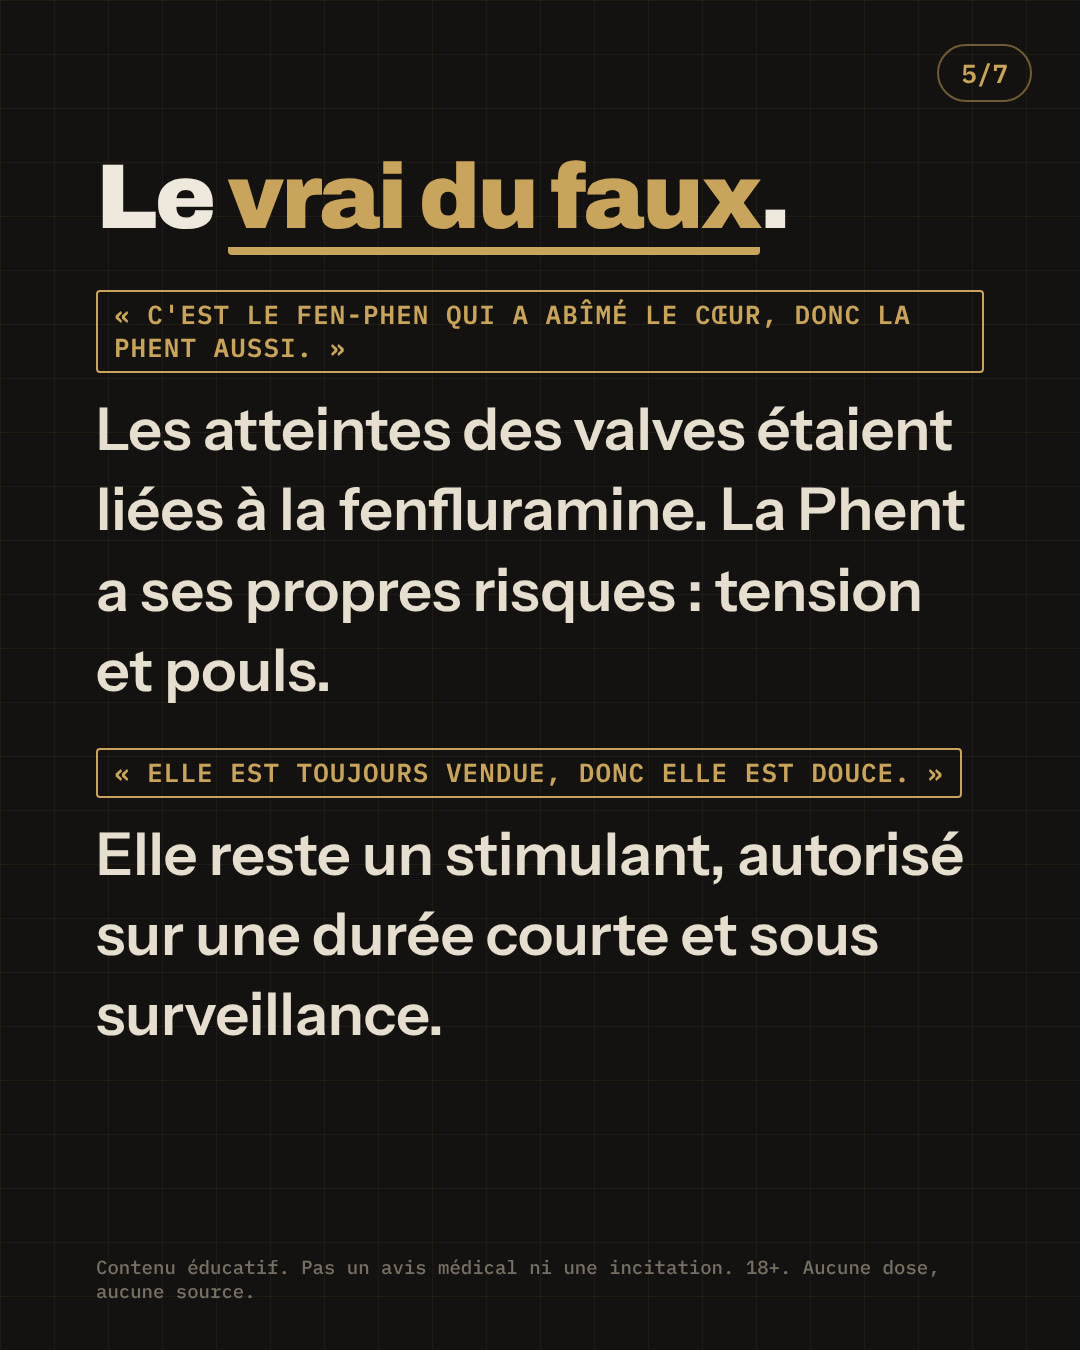 5/7
Le vrai du faux.
« C'EST LE FEN-PHEN QUI A ABÎMÉ LE CŒUR, DONC LA
PHENT AUSSI. »
Les atteintes des valves étaient
liées à la fenfluramine. La Phent
a ses propres risques : tension
et pouls.
« ELLE EST TOUJOURS VENDUE, DONC ELLE EST DOUCE. »
Elle reste un stimulant, autorisé
sur une durée courte et sous
surveillance.
Contenu éducatif. Pas un avis médical ni une incitation. 18+. Aucune dose,
aucune source.